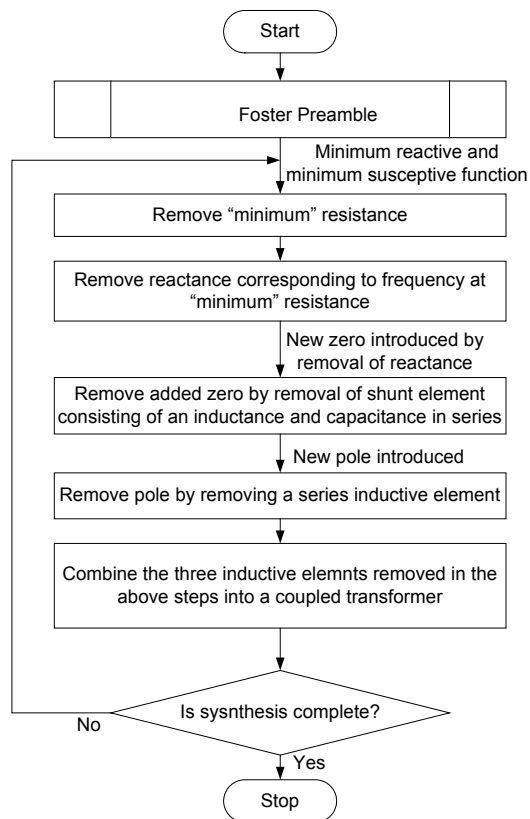 Start
Foster Preamble
Minimum reactive and
minimum susceptive function
Remove “minimum” resistance
Remove reactance corresponding to frequency at
“minimum” resistance
New zero introduced by
removal of reactance
Remove added zero by removal of shunt element
consisting of an inductance and capacitance in series
New pole introduced
Remove pole by removing a series inductive element
Combine the three inductive elemnts removed in the
above steps into a coupled transformer
Is sysnthesis complete?
No
Yes
Stop